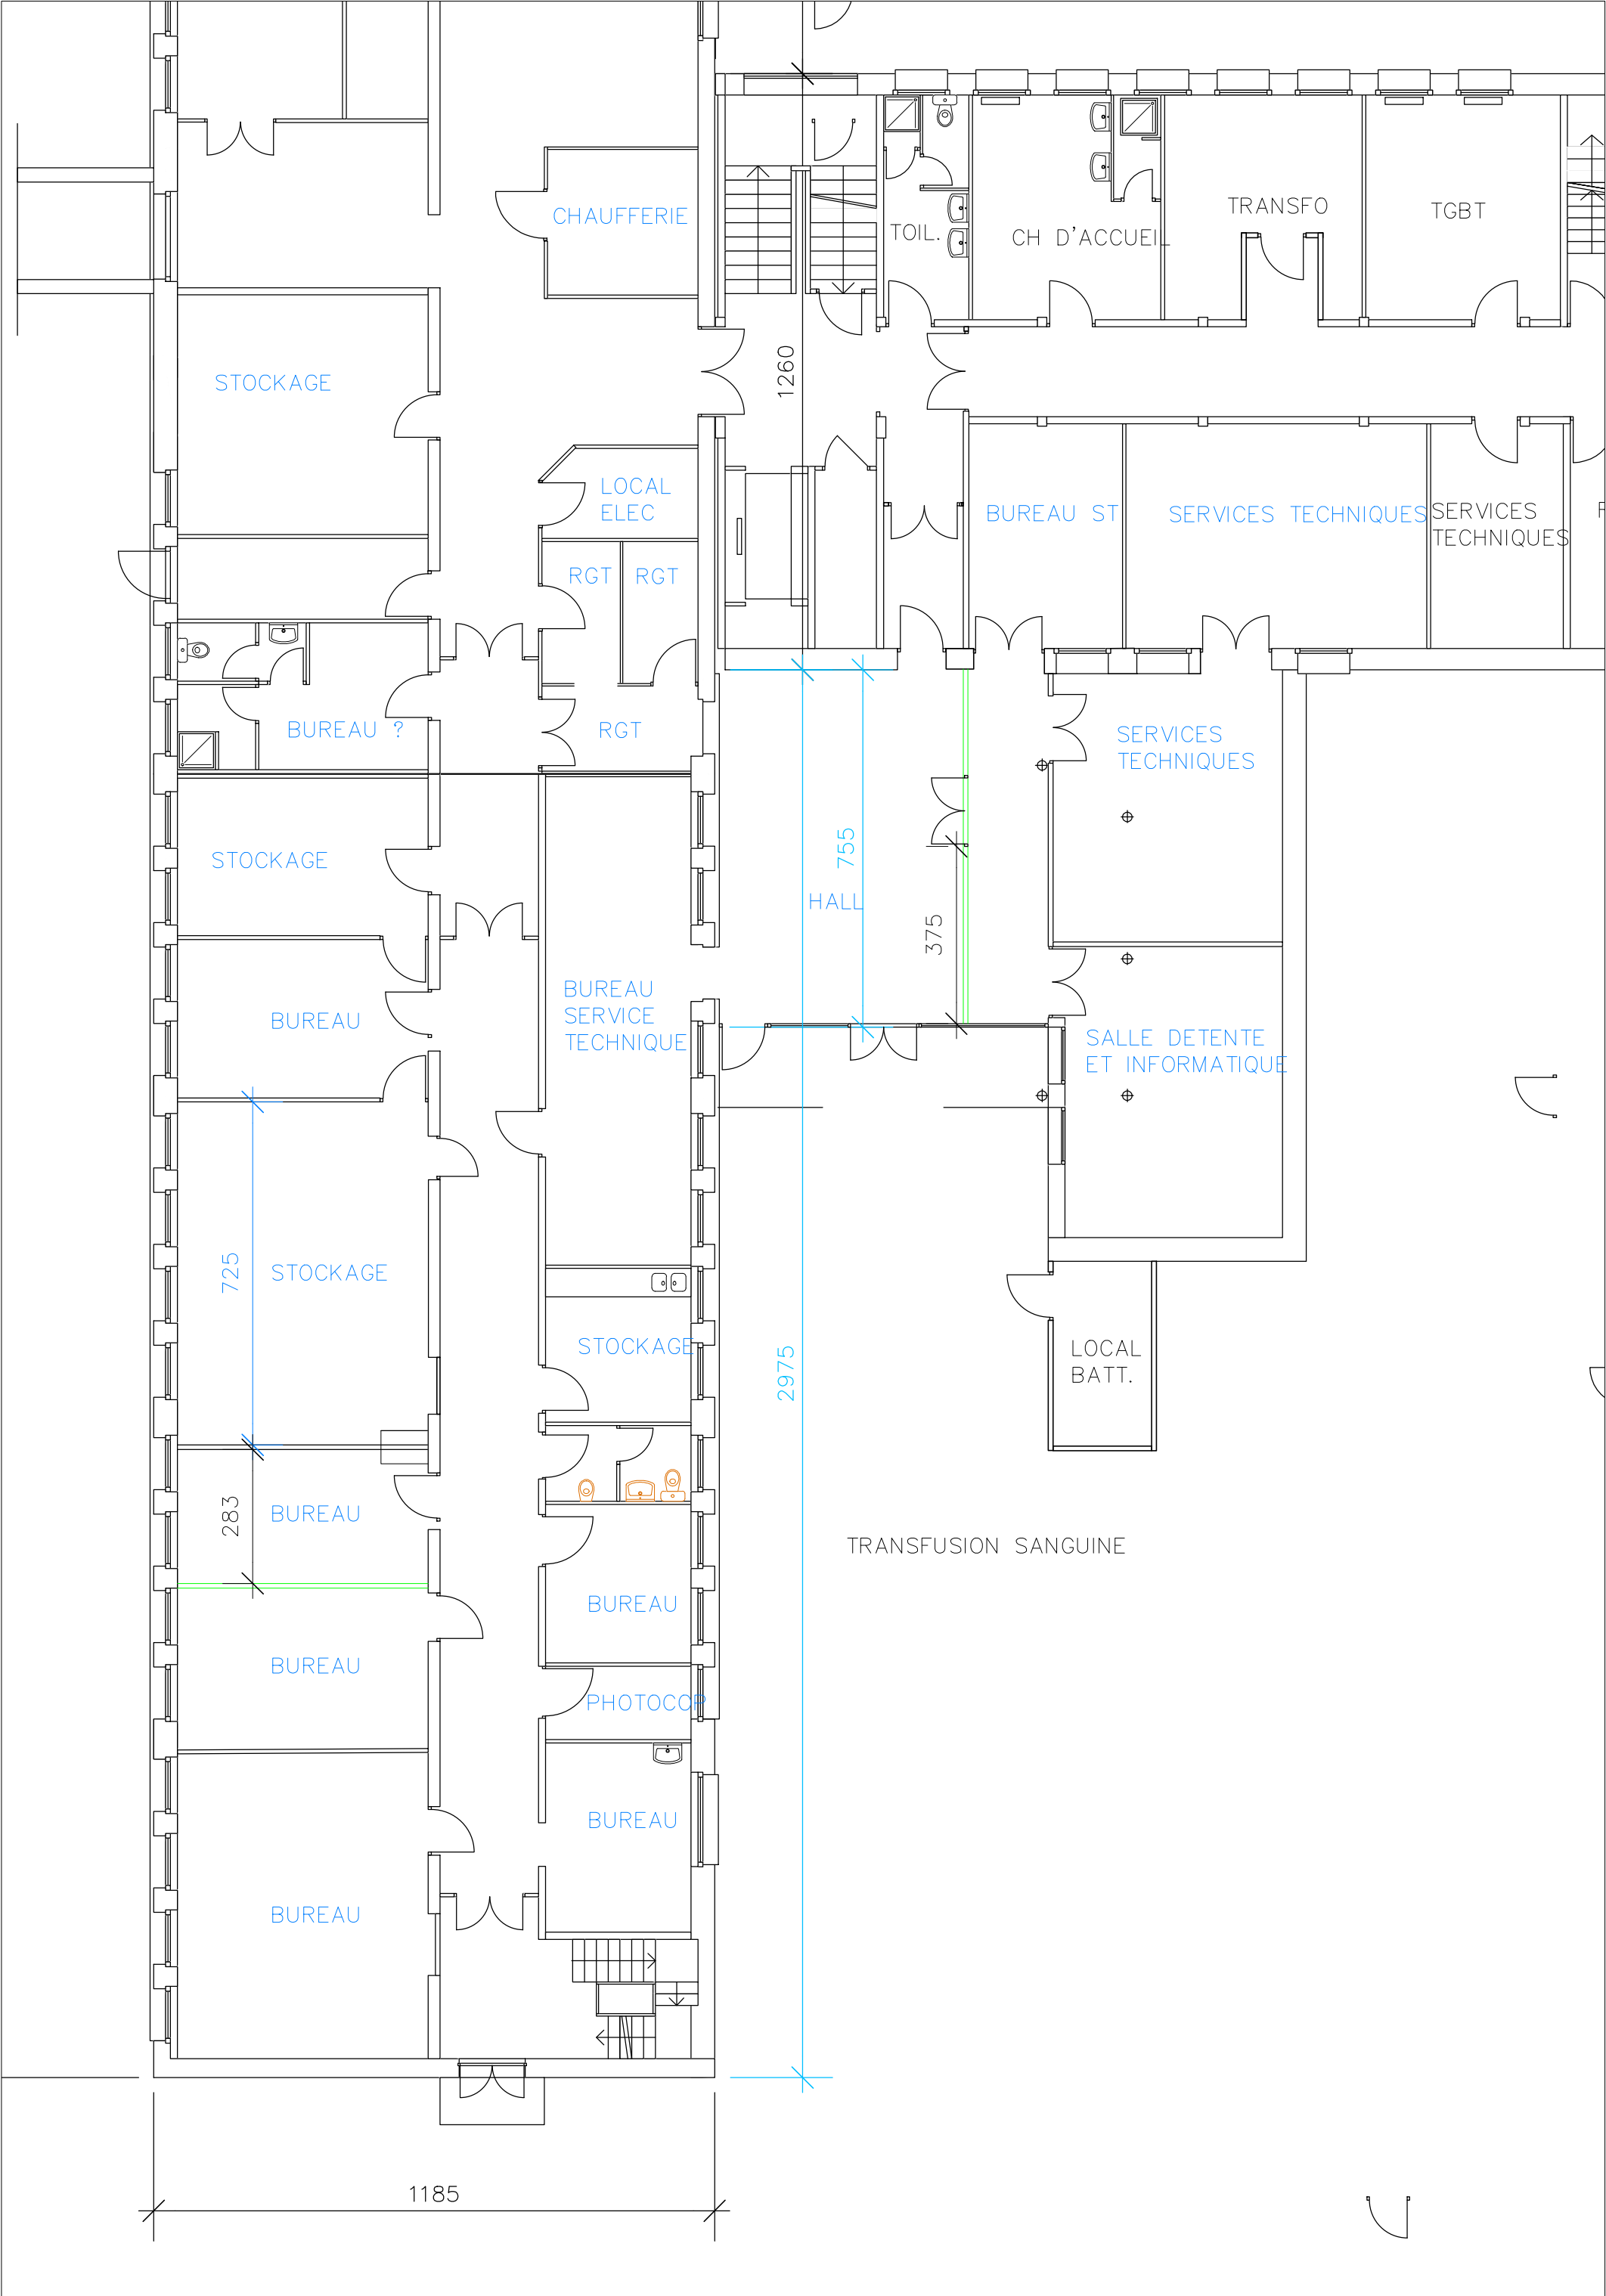 CHAUFFERIE
TOIL.
CH D'ACCUEIL
TRANSFO
TGBT
STOCKAGE
1260
LOCAL
ELEC
BUREAU ST
SERVICES TECHNIQUES
SERVICES
TECHNIQUES
RGT
RGT
BUREAU ?
RGT
SERVICES
TECHNIQUES
STOCKAGE
755
HALL
375
BUREAU
SERVICE
TECHNIQUE
BUREAU
SALLE DETENTE
ET INFORMATIQUE
725
STOCKAGE
STOCKAGE
2975
LOCAL
BATT.
283
BUREAU
TRANSFUSION SANGUINE
BUREAU
BUREAU
PHOTOCOP
BUREAU
BUREAU
1185